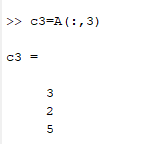 >> c3=A(:,3)
c3 =
3
2
5